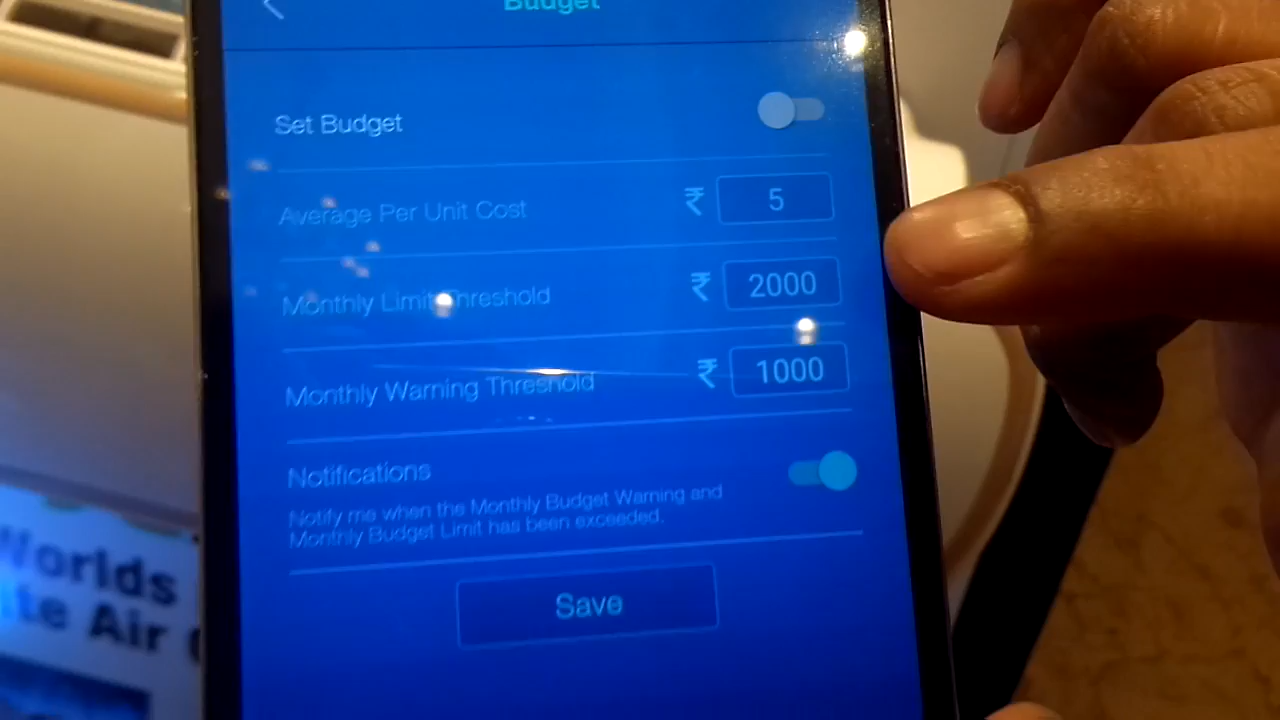 Budget
Set Budget
Average Per Unit Cost ₹ 5
Monthly Limit Threshold ₹ 2000
Monthly Warning Threshold ₹ 1000
Notifications
Notify me when the Monthly Budget Warning and
Monthly Budget Limit has been exceeded.
Save
Worlds
Air